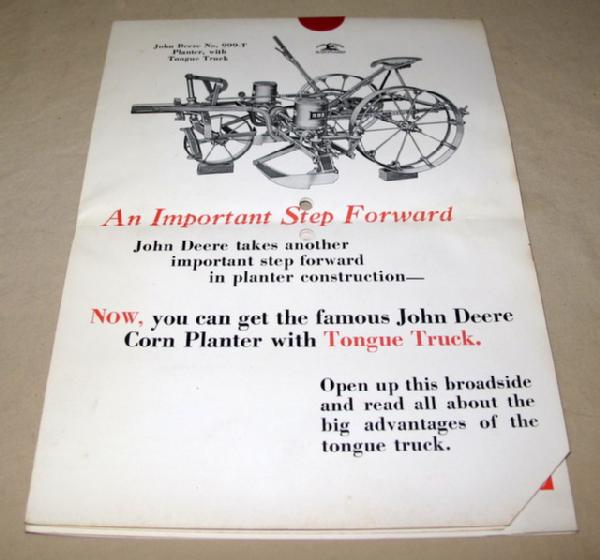 John Deere No. 999-T
Planter, with
Tongue Truck
999
An Important Step Forward
John Deere takes another
important step forward
in planter construction—
Now, you can get the famous John Deere
Corn Planter with Tongue Truck.
Open up this broadside
and read all about the
big advantages of the
tongue truck.